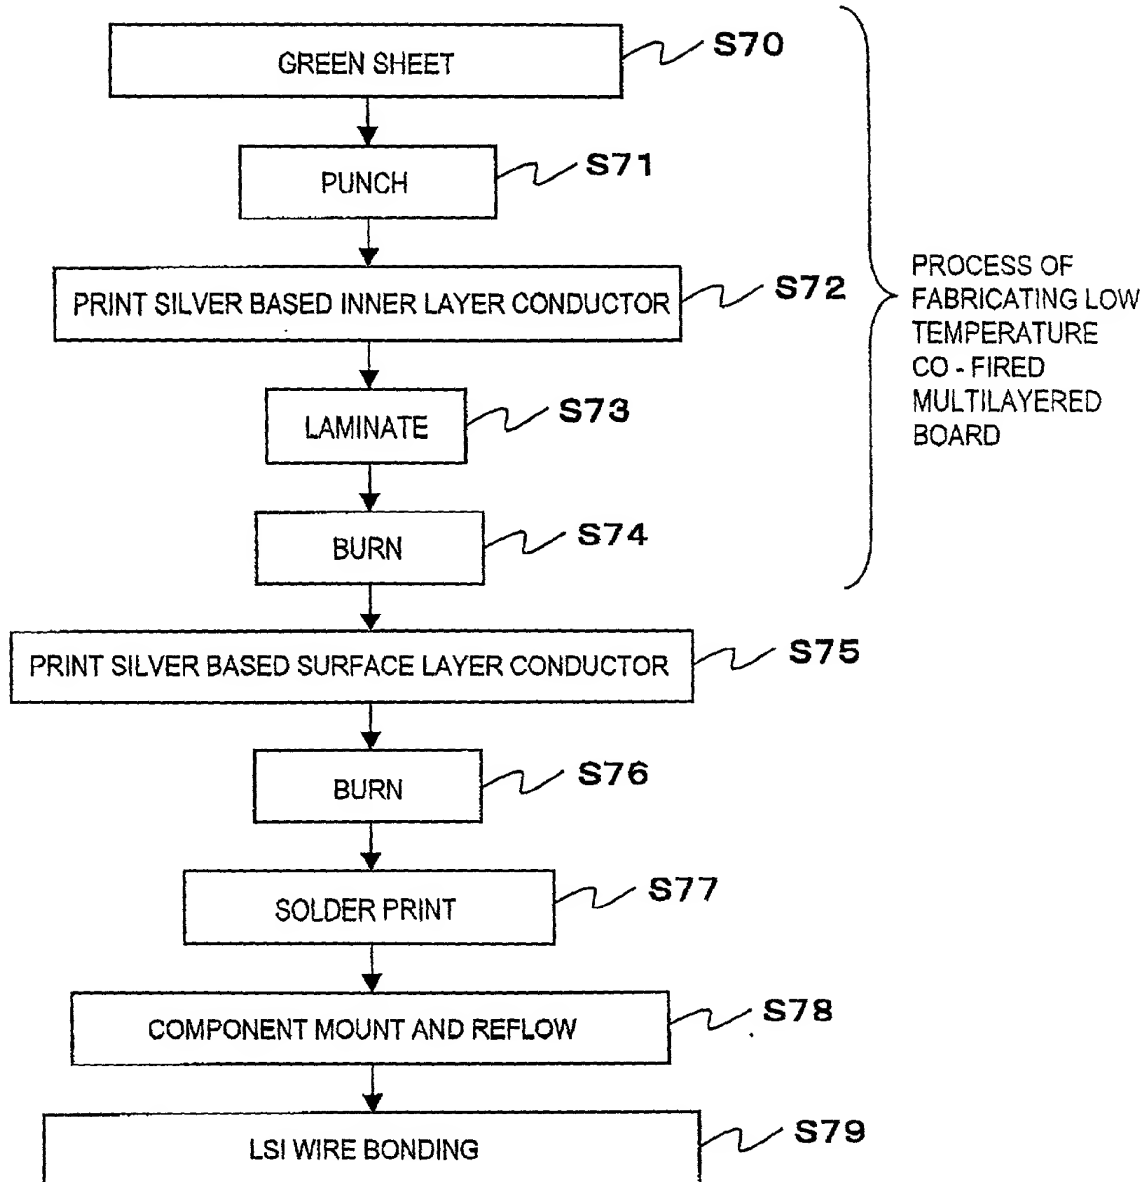 GREEN SHEET
S70
PUNCH
S71
PRINT SILVER BASED INNER LAYER CONDUCTOR
S72
LAMINATE
S73
BURN
S74
PROCESS OF
FABRICATING LOW
TEMPERATURE
CO - FIRED
MULTILAYERED
BOARD
PRINT SILVER BASED SURFACE LAYER CONDUCTOR
S75
BURN
S76
SOLDER PRINT
S77
COMPONENT MOUNT AND REFLOW
S78
LSI WIRE BONDING
S79